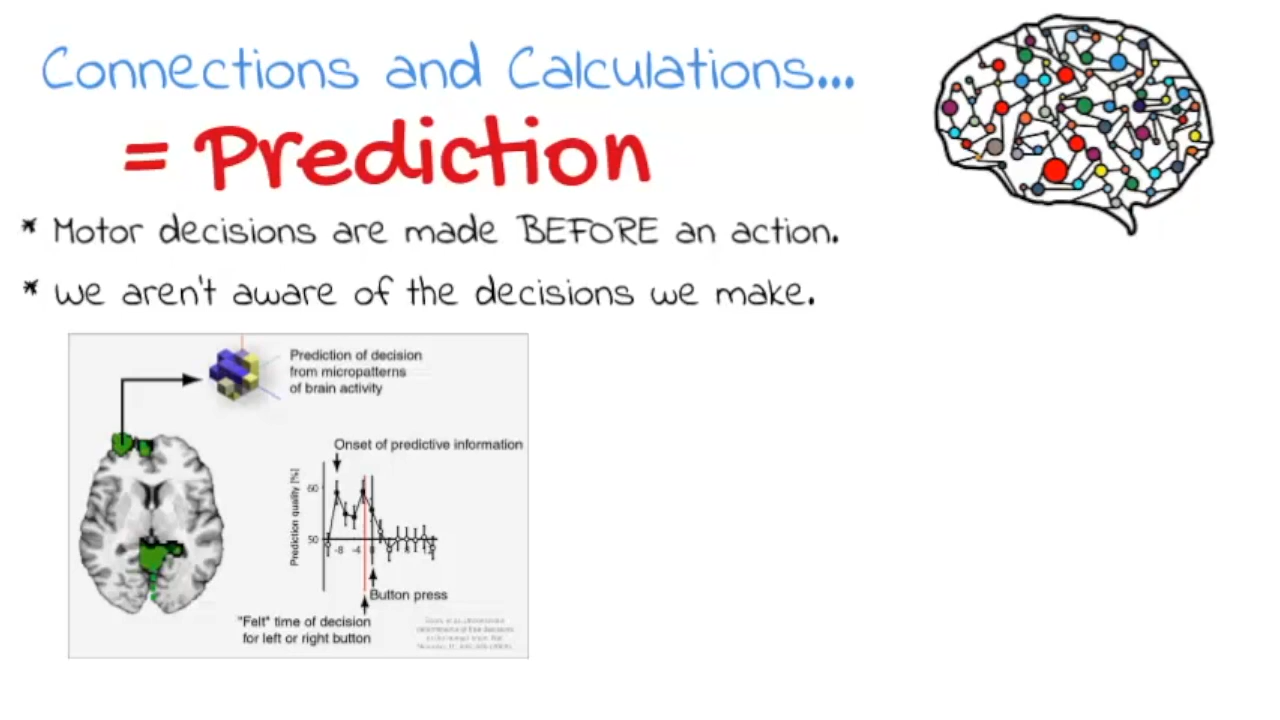 Connections and Calculations...
= Prediction
* Motor decisions are made BEFORE an action.
* We aren't aware of the decisions we make.
Prediction of decision
from micropatterns
of brain activity
Onset of predictive information
Prediction quality [%]
60
50
-8 -4 0
Button press
"Felt" time of decision
for left or right button